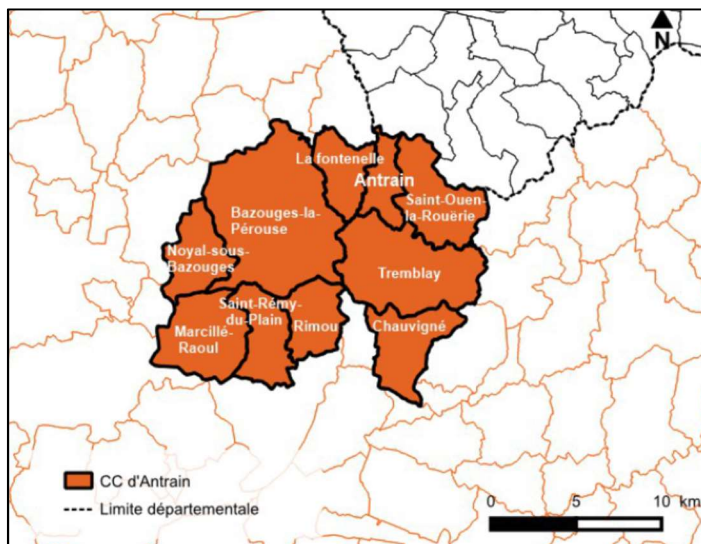 N
La fontenelle
Antrain
Saint-Ouen-
la-Rouërie
Bazouges-la-
Pérouse
Noyal-sous-
Bazouges
Tremblay
Saint-Rémy-
du-Plain
Rimou
Chauvigné
Marcillé-
Raoul
CC d'Antrain
Limite départementale
0 5 10 km